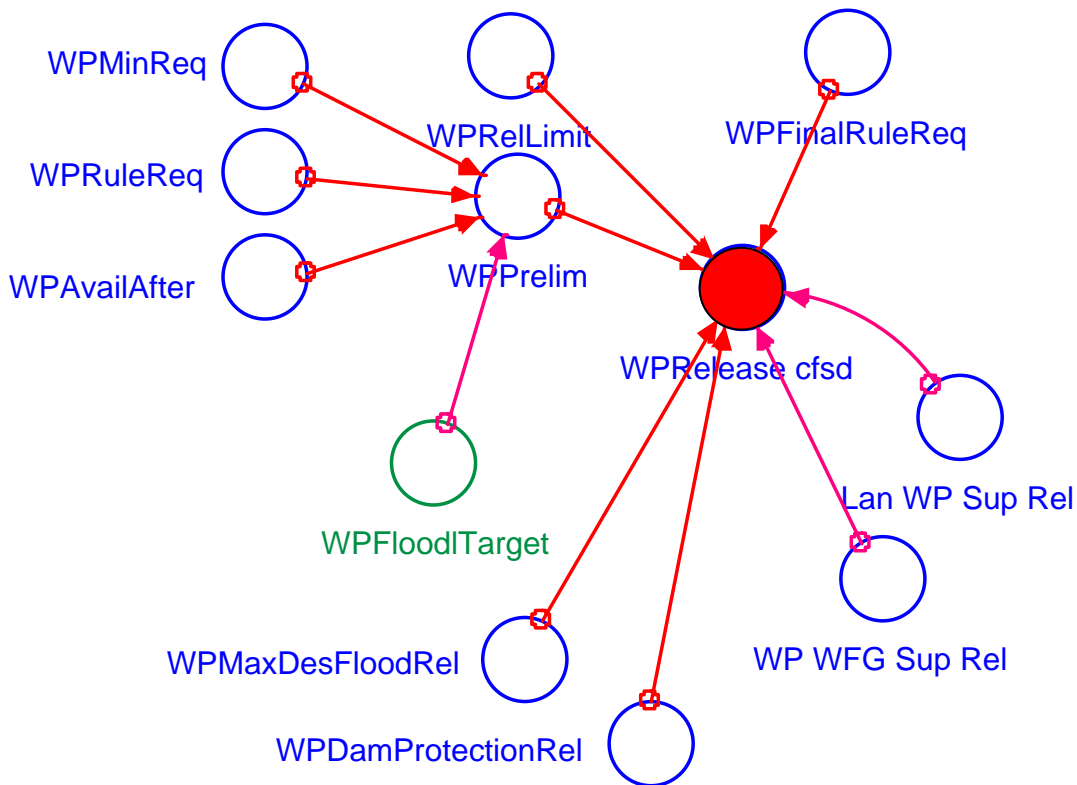 WPMinReq
WPRelLimit
WPFinalRuleReq
WPRuleReq
WPPrelim
WPAvailAfter
WPRelease cfsd
Lan WP Sup Rel
WPFloodlTarget
WP WFG Sup Rel
WPMaxDesFloodRel
WPDamProtectionRel